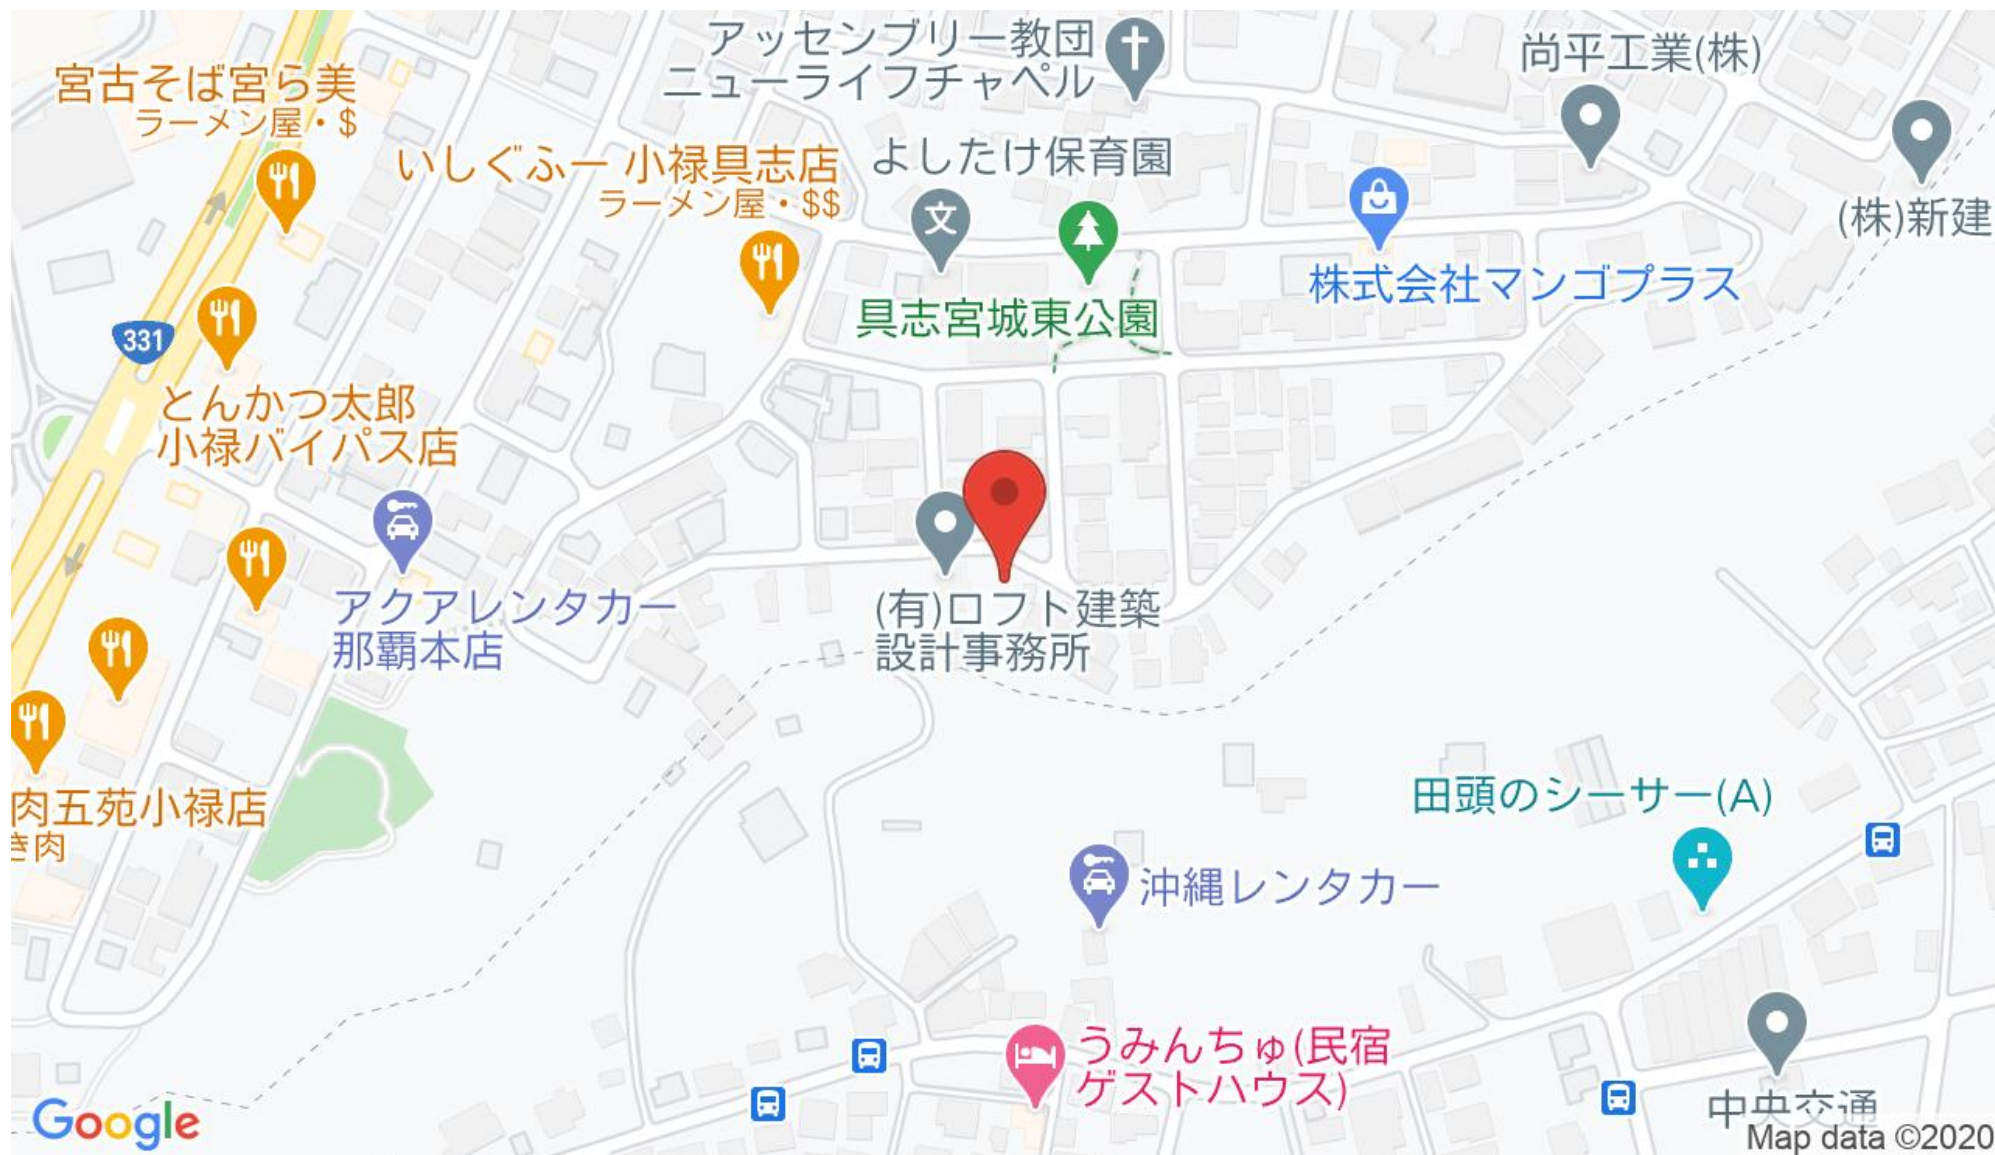 アッセンブリー教団
ニューライフチャペル
尚平工業(株)
宮古そば宮ら美
ラーメン屋・$
いしぐふー 小禄具志店
ラーメン屋・$$
よしたけ保育園
文
(株)新建
株式会社マンゴプラス
具志宮城東公園
331
とんかつ太郎
小禄バイパス店
アクアレンタカー
那覇本店
(有)ロフト建築
設計事務所
肉五苑小禄店
き肉
田頭のシーサー(A)
沖縄レンタカー
うみんちゅ(民宿
ゲストハウス)
中央交通
Google
Map data ©2020